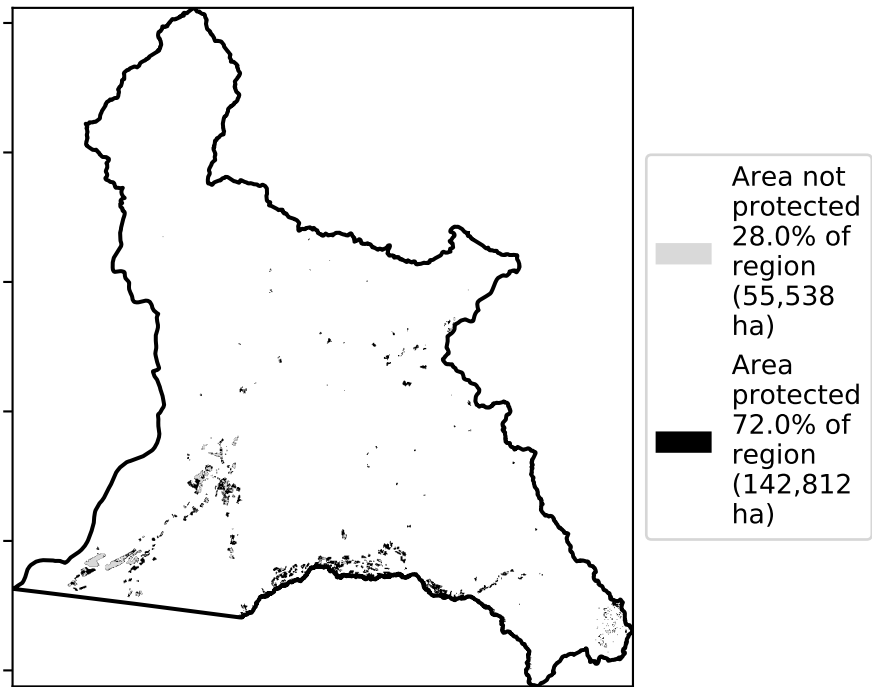 Area not
protected
28.0% of
region
(55,538
ha)
Area
protected
72.0% of
region
(142,812
ha)